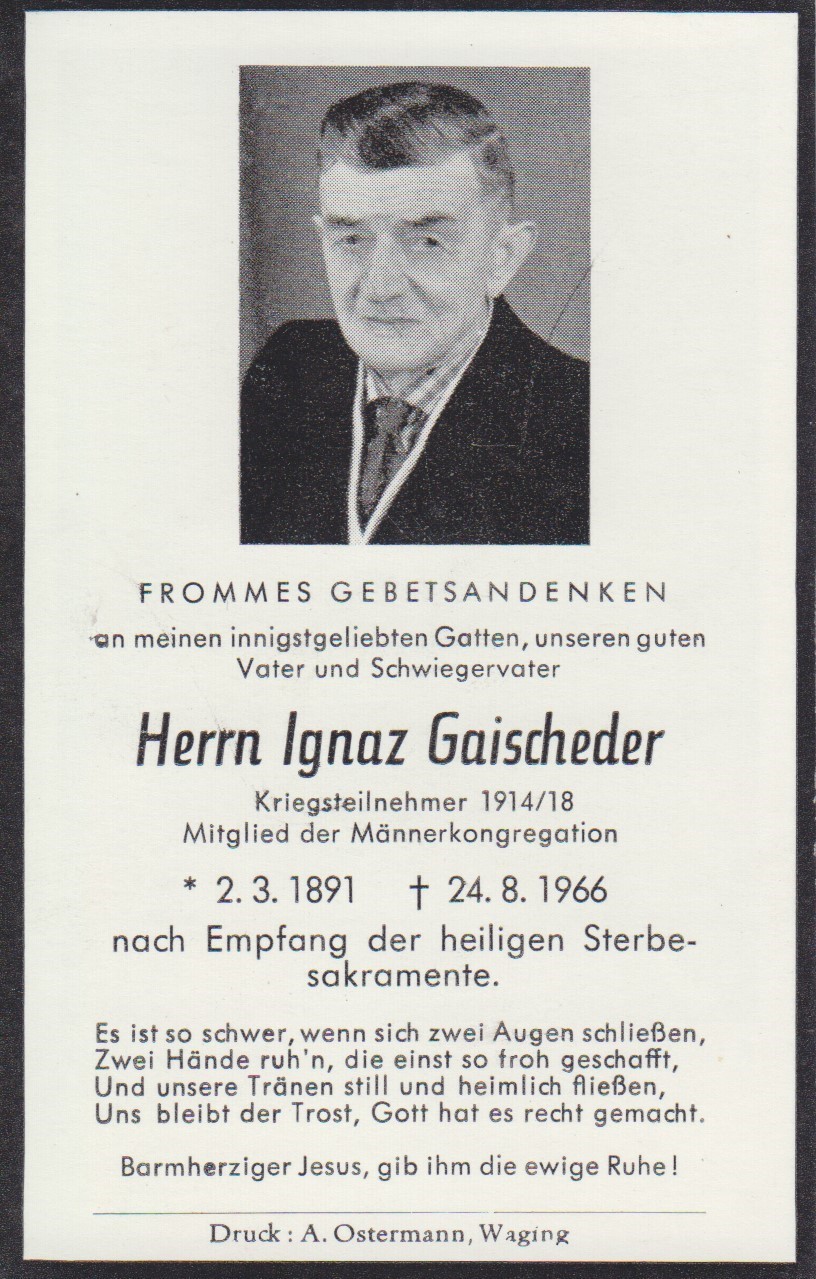 FROMMES GEBETSANDENKEN
an meinen innigstgeliebten Gatten, unseren guten
Vater und Schwiegervater
Herrn Ignaz Gaischeder
Kriegsteilnehmer 1914/18
Mitglied der Männerkongregation
* 2. 3. 1891 † 24. 8. 1966
nach Empfang der heiligen Sterbe-
sakramente.
Es ist so schwer, wenn sich zwei Augen schließen,
Zwei Hände ruh'n, die einst so froh geschafft,
Und unsere Tränen still und heimlich fließen,
Uns bleibt der Trost, Gott hat es recht gemacht.
Barmherziger Jesus, gib ihm die ewige Ruhe!
Druck: A. Ostermann, Waging